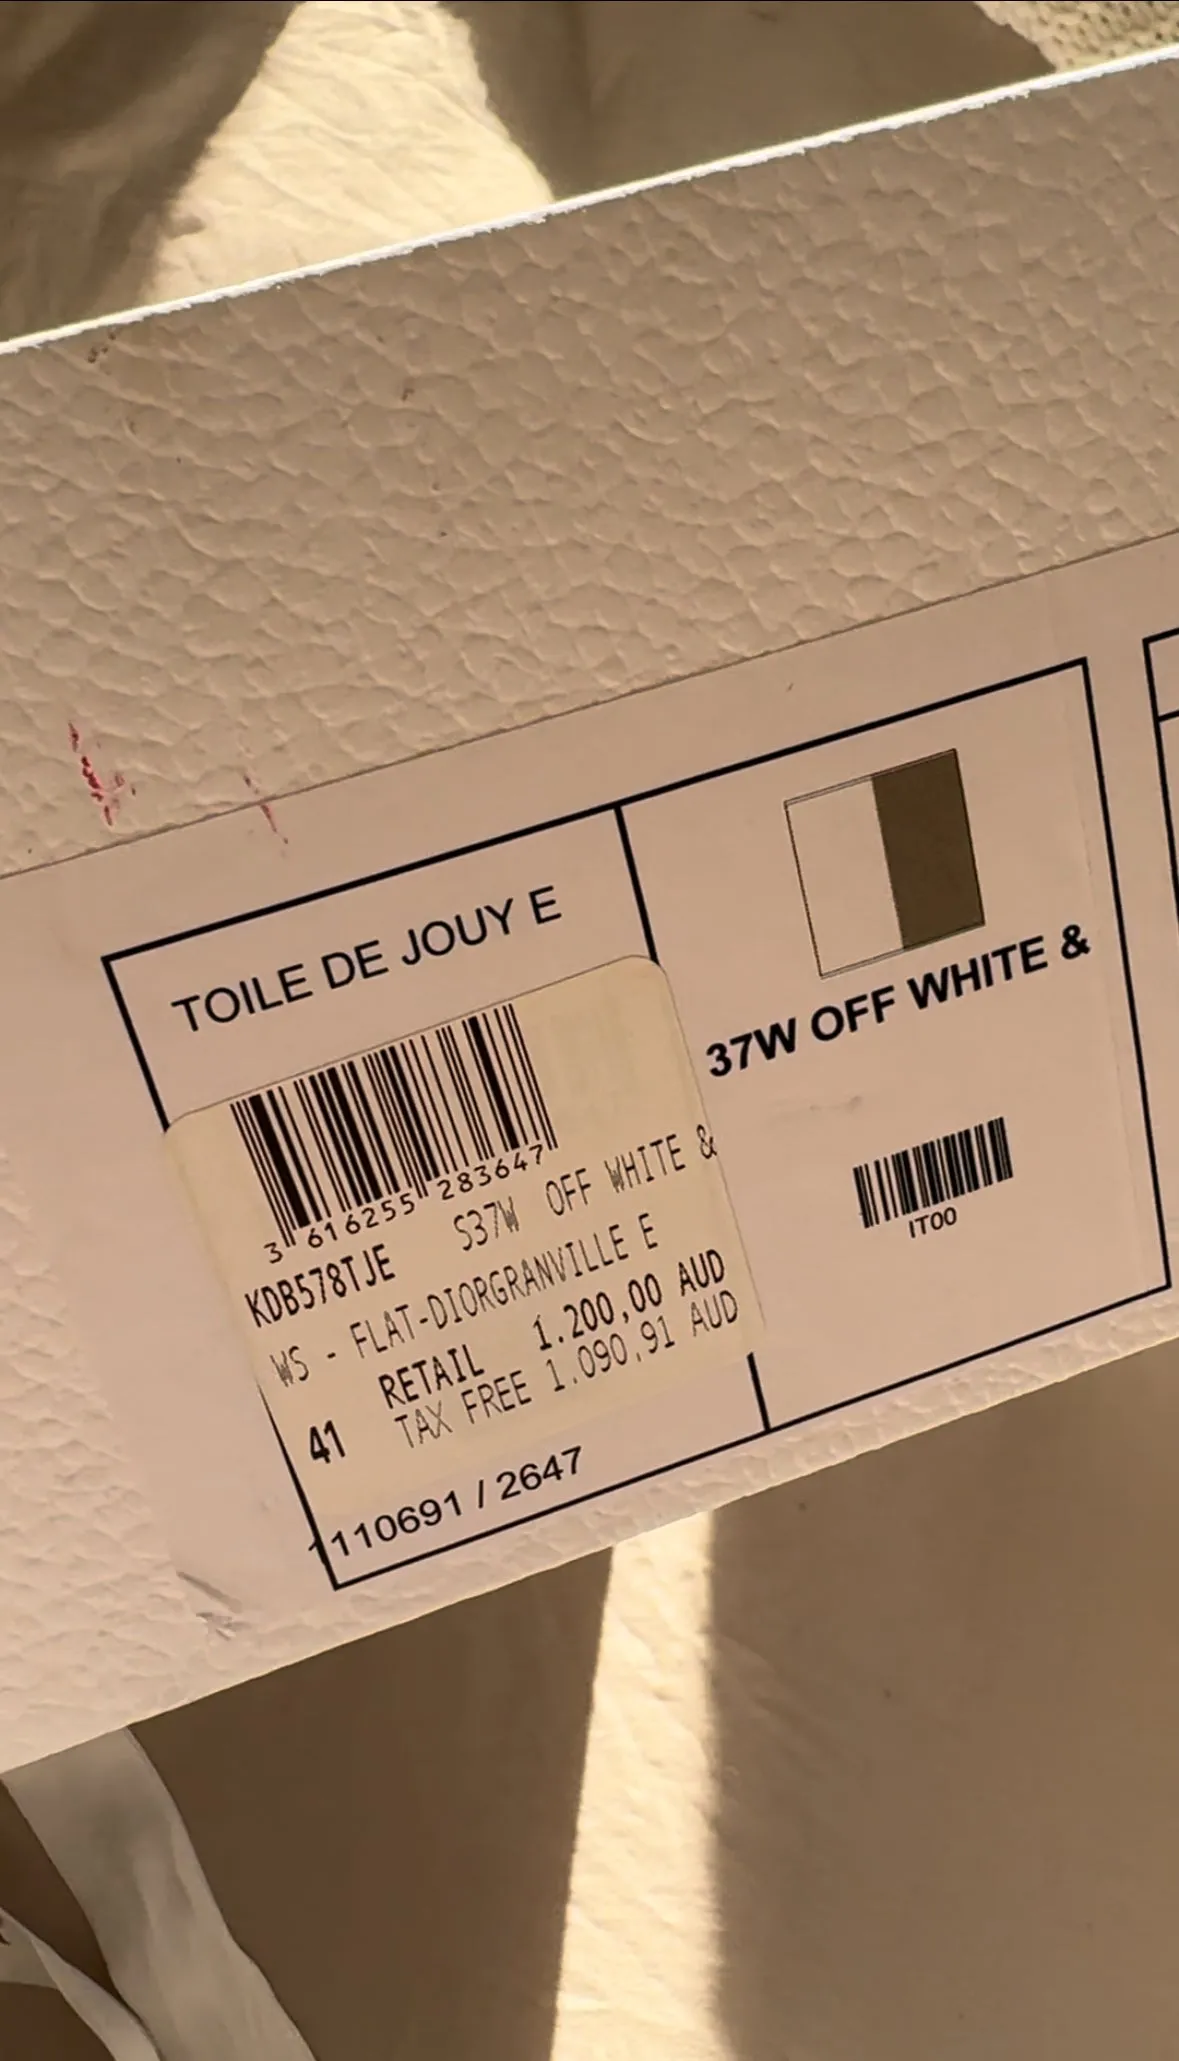 TOILE DE JOUY E
37W OFF WHITE &
IT00
3 616255 283647
KDB578TJE S37W OFF WHITE &
WS - FLAT-DIORGRANVILLE E
RETAIL 1.200,00 AUD
41 TAX FREE 1.090,91 AUD
1110691 / 2647